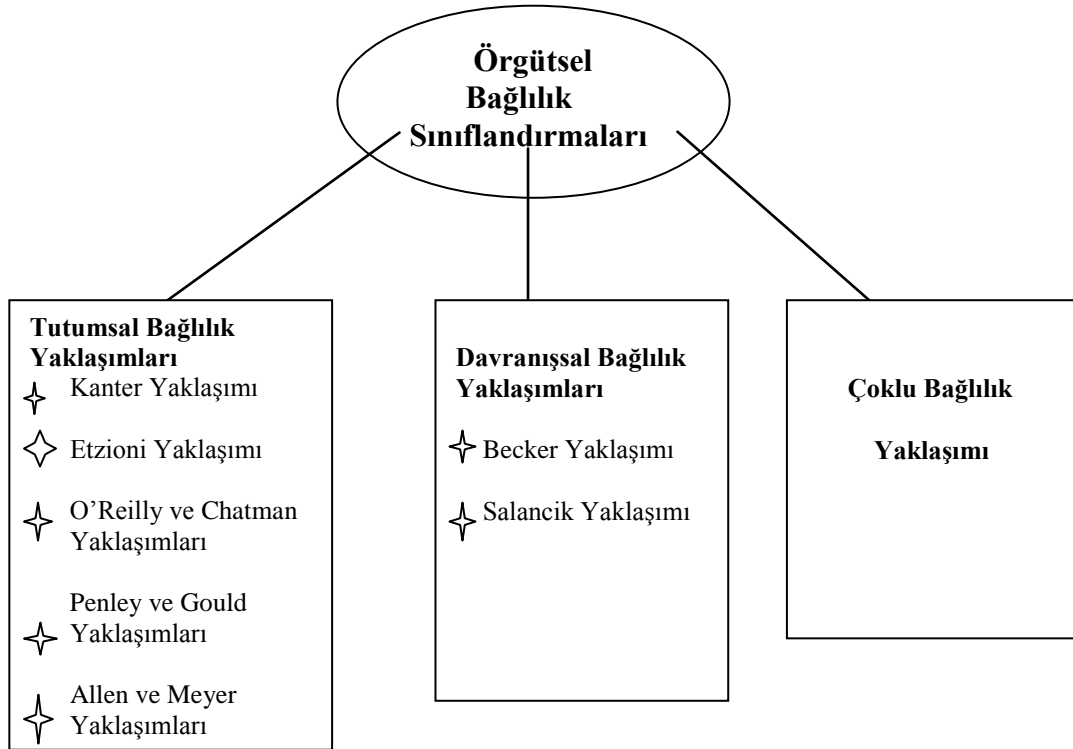 Örgütsel
Bağlılık
Sınıflandırmaları
Tutumsal Bağlılık
Yaklaşımları
Kanter Yaklaşımı
Etzioni Yaklaşımı
O’Reilly ve Chatman
Yaklaşımları
Penley ve Gould
Yaklaşımları
Allen ve Meyer
Yaklaşımları
Davranışsal Bağlılık
Yaklaşımları
Becker Yaklaşımı
Salancik Yaklaşımı
Çoklu Bağlılık
Yaklaşımı